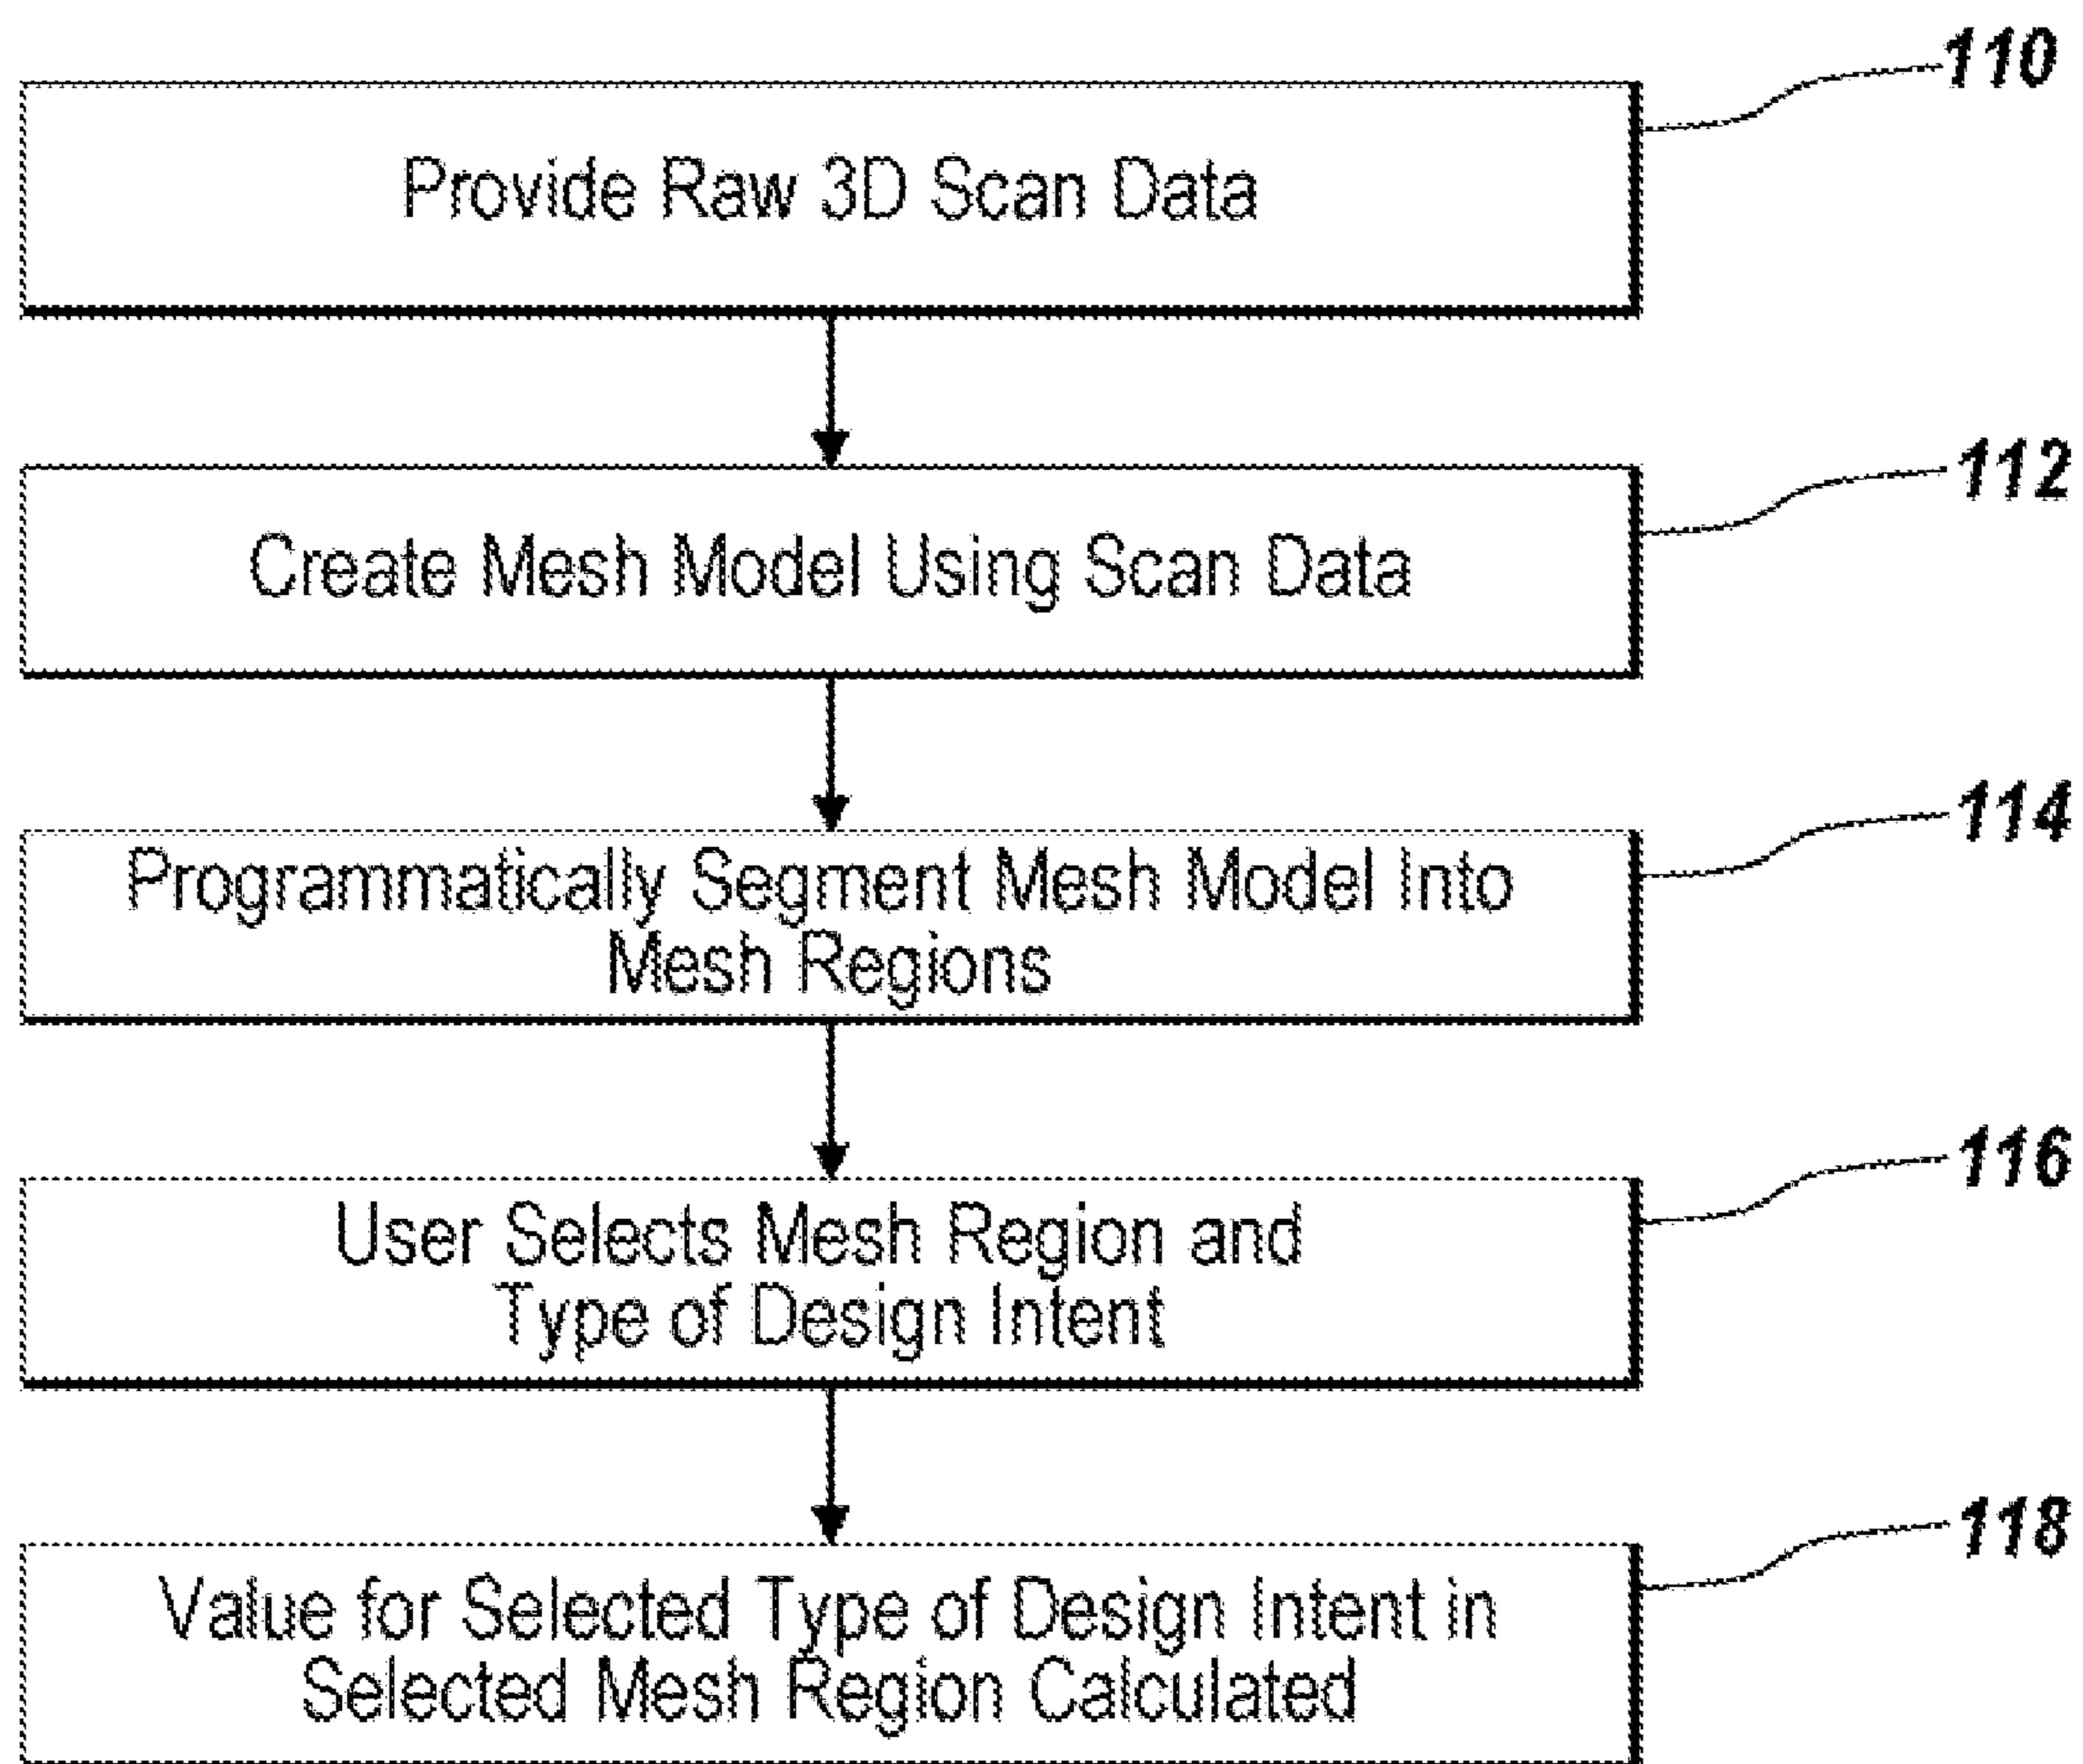 110
Provide Raw 3D Scan Data
112
Create Mesh Model Using Scan Data
114
Programmatically Segment Mesh Model Into
Mesh Regions
116
User Selects Mesh Region and
Type of Design Intent
118
Value for Selected Type of Design Intent in
Selected Mesh Region Calculated